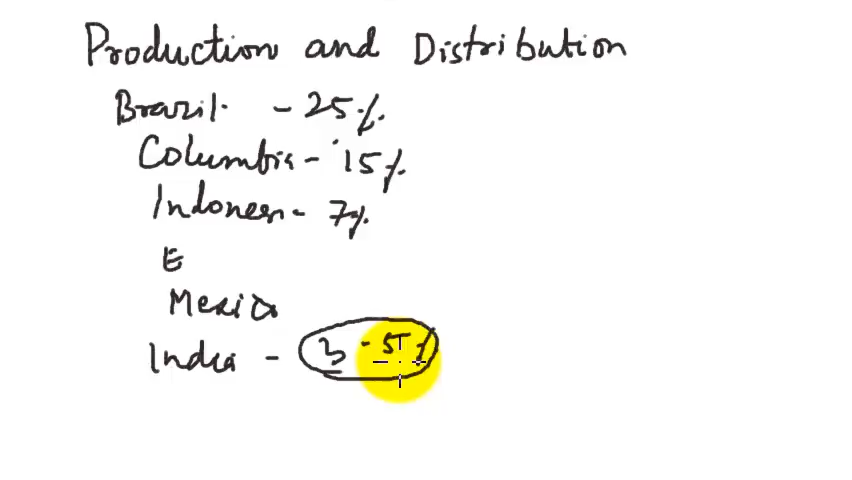 Production and Distribution
Brazil - 25%
Columbia - 15%
Indonesia - 7%
E
Mexico
India - 3-5%